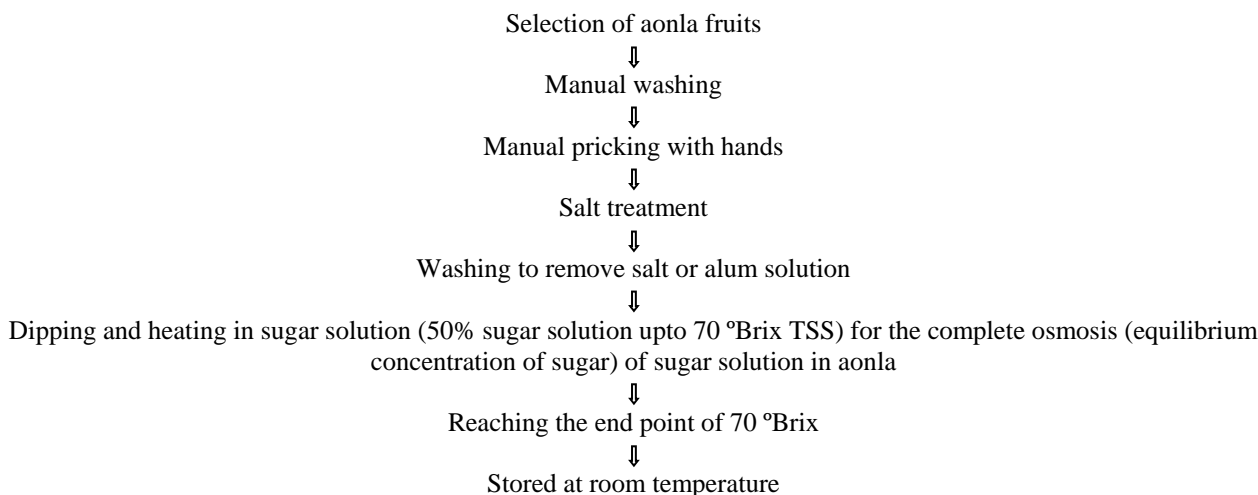 Selection of aonla fruits
⇩
Manual washing
⇩
Manual pricking with hands
⇩
Salt treatment
⇩
Washing to remove salt or alum solution
⇩
Dipping and heating in sugar solution (50% sugar solution upto 70 ºBrix TSS) for the complete osmosis (equilibrium
concentration of sugar) of sugar solution in aonla
⇩
Reaching the end point of 70 ºBrix
⇩
Stored at room temperature